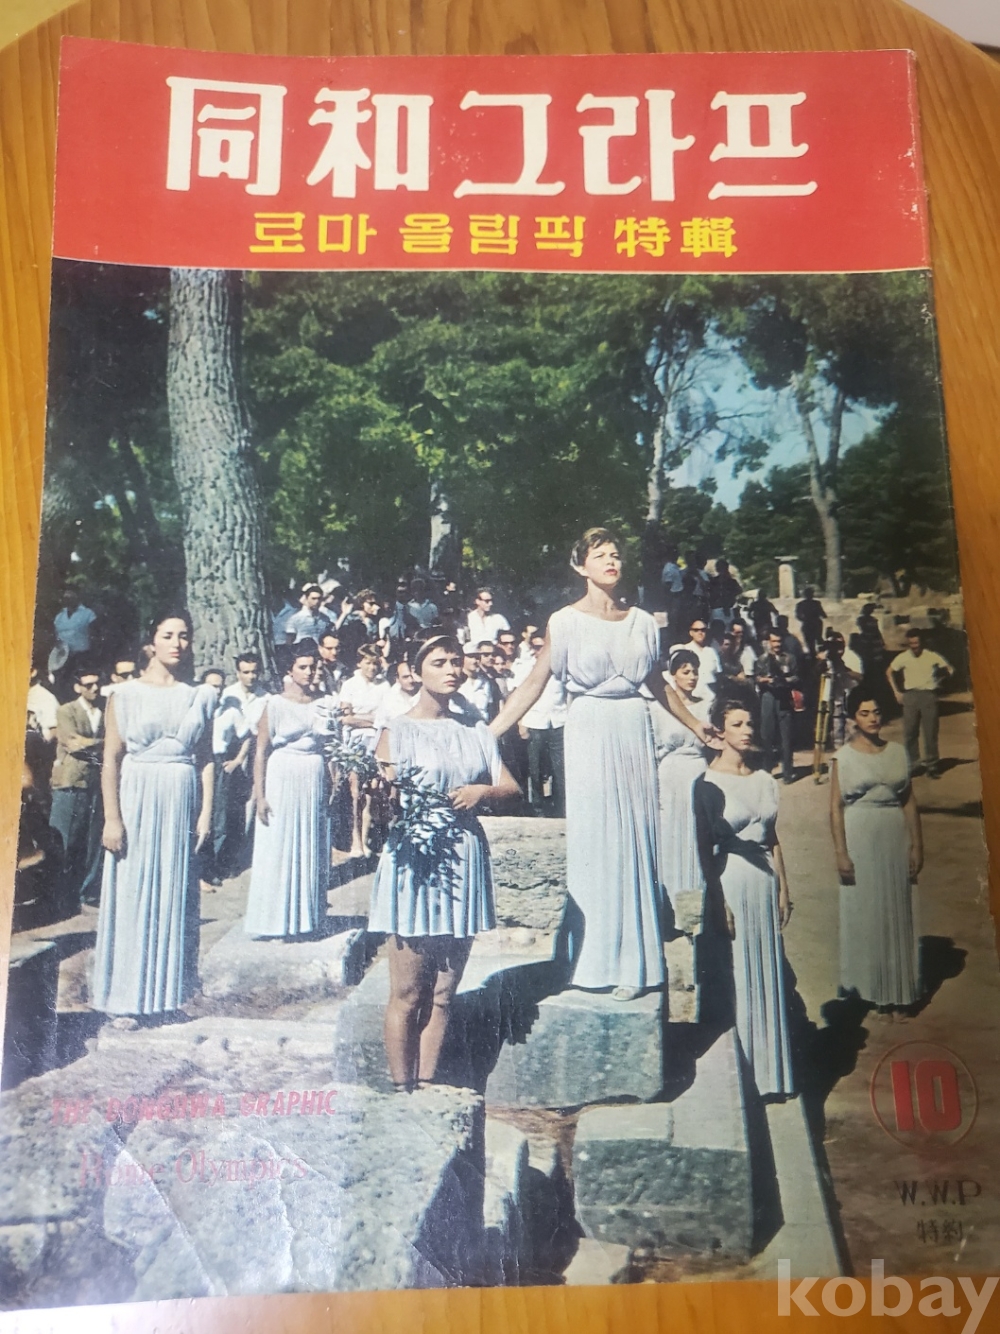 同和그라프
로마 올림픽 特輯
THE DONGWHA GRAPHIC
Rome Olympics
10
W.W.P
特約
kobay